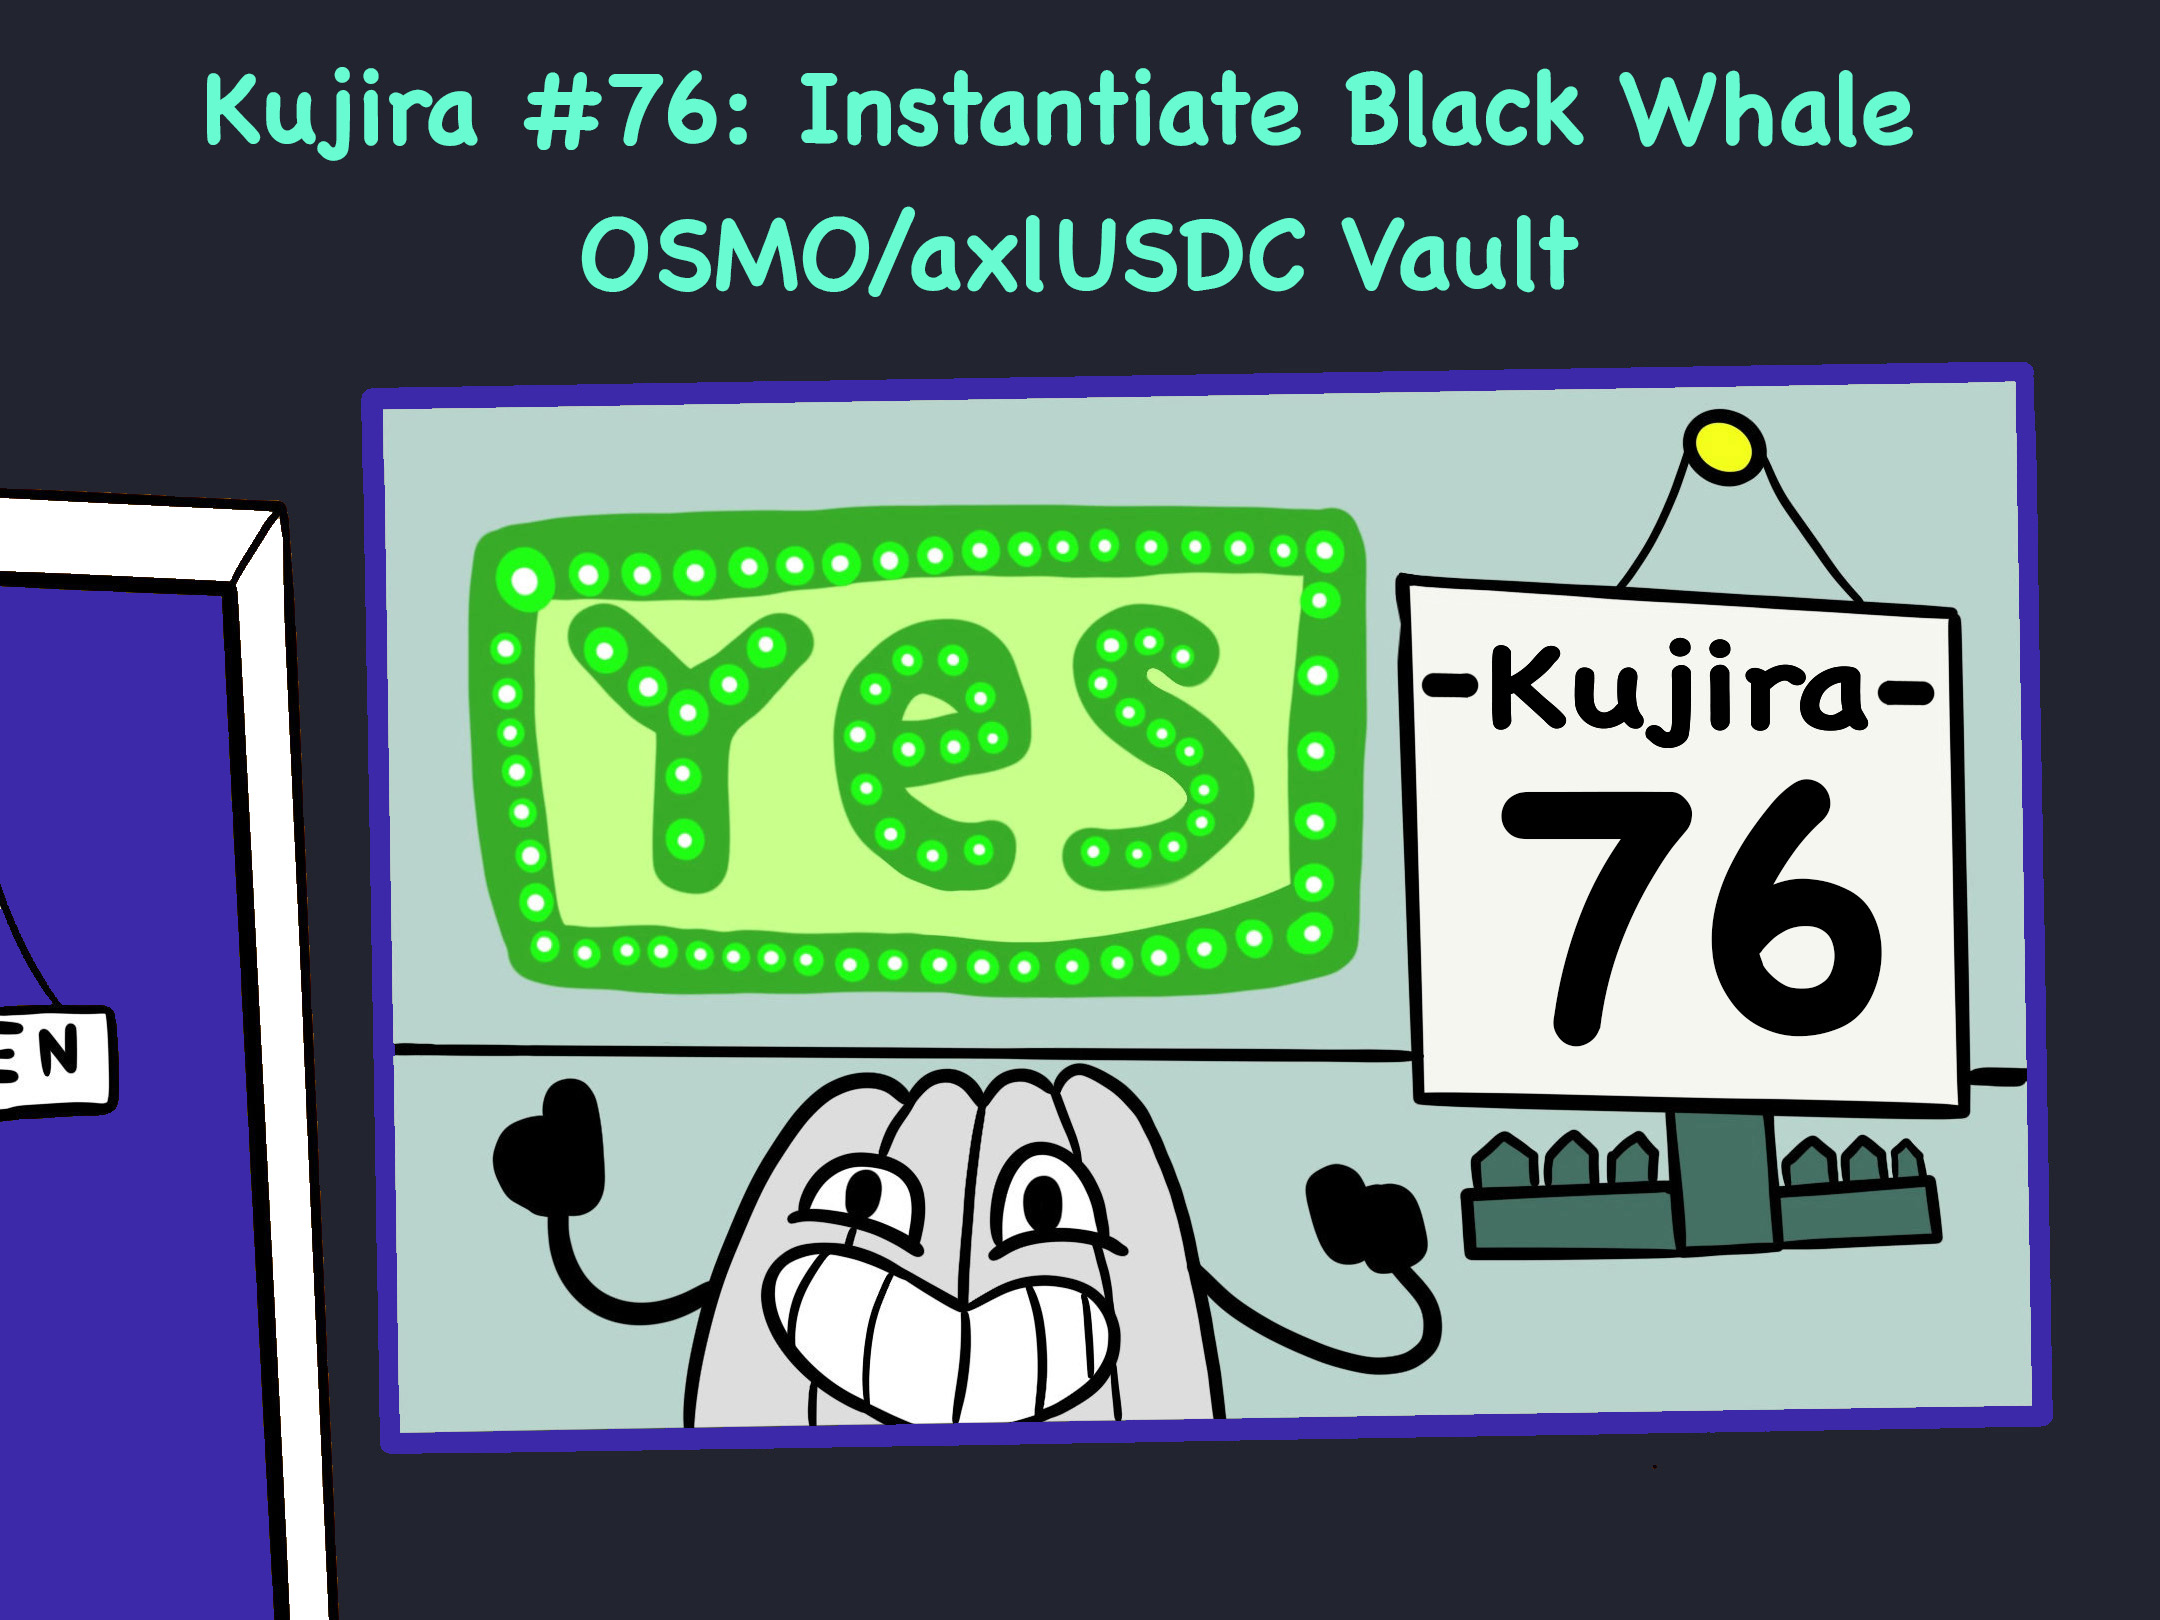 Kujira #76: Instantiate Black Whale
OSMO/axlUSDC Vault
Yes
-Kujira-
76
EN